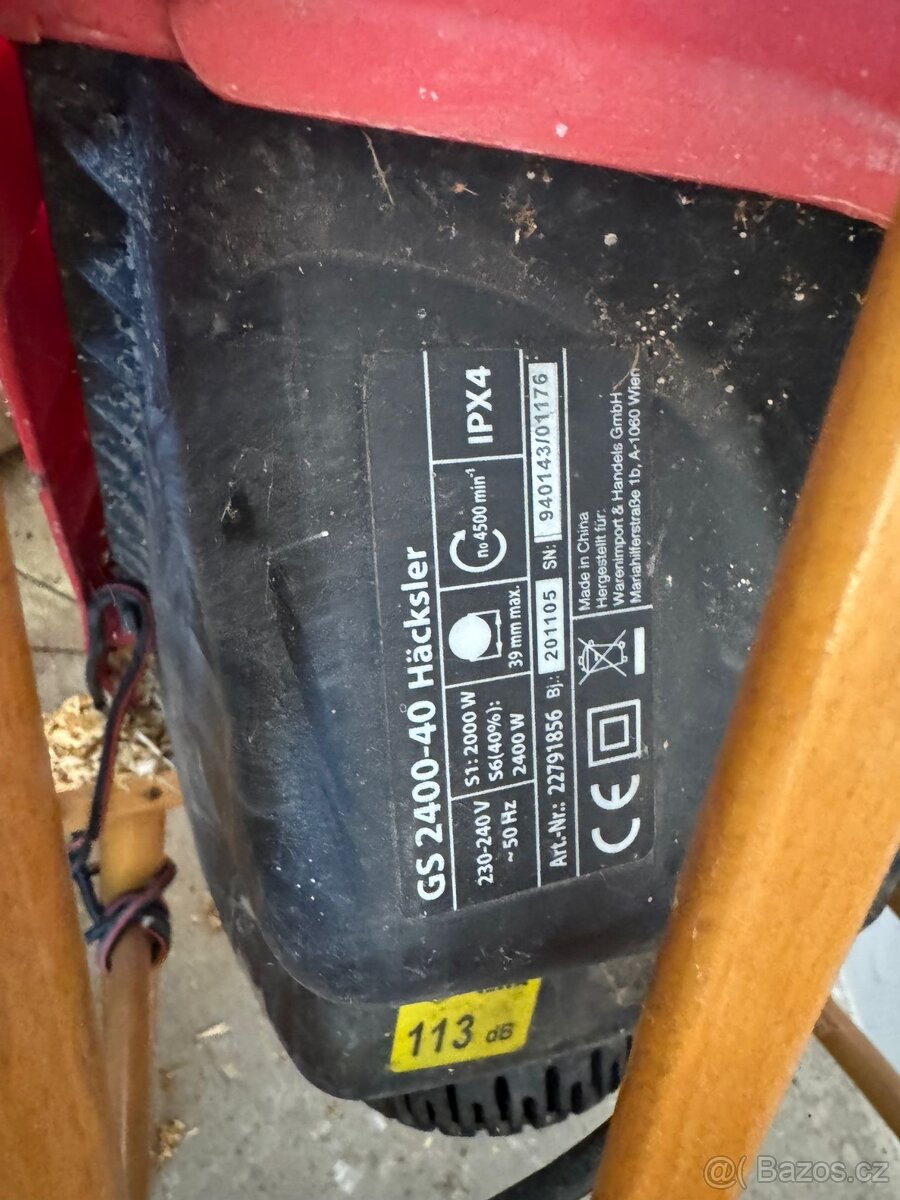 GS 2400-40 Häcksler
230-240 V
~ 50 Hz
S1: 2000 W
S6(40%):
2400 W
39 mm max.
n₀ 4500 min⁻¹
IPX4
Art.-Nr.: 22791856 Bj.: 201105 SN: 940143/01176
CE
Made in China
Hergestellt für:
Warenimport & Handels GmbH
Mariahilferstraße 1b, A-1060 Wien
113 dB
@( Bazos.cz